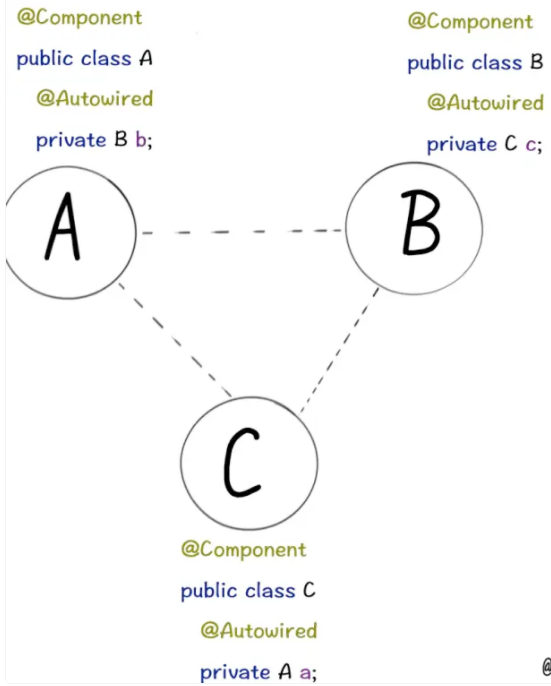 @Component
public class A
@Autowired
private B b;
@Component
public class B
@Autowired
private C c;
A
B
C
@Component
public class C
@Autowired
private A a;
@